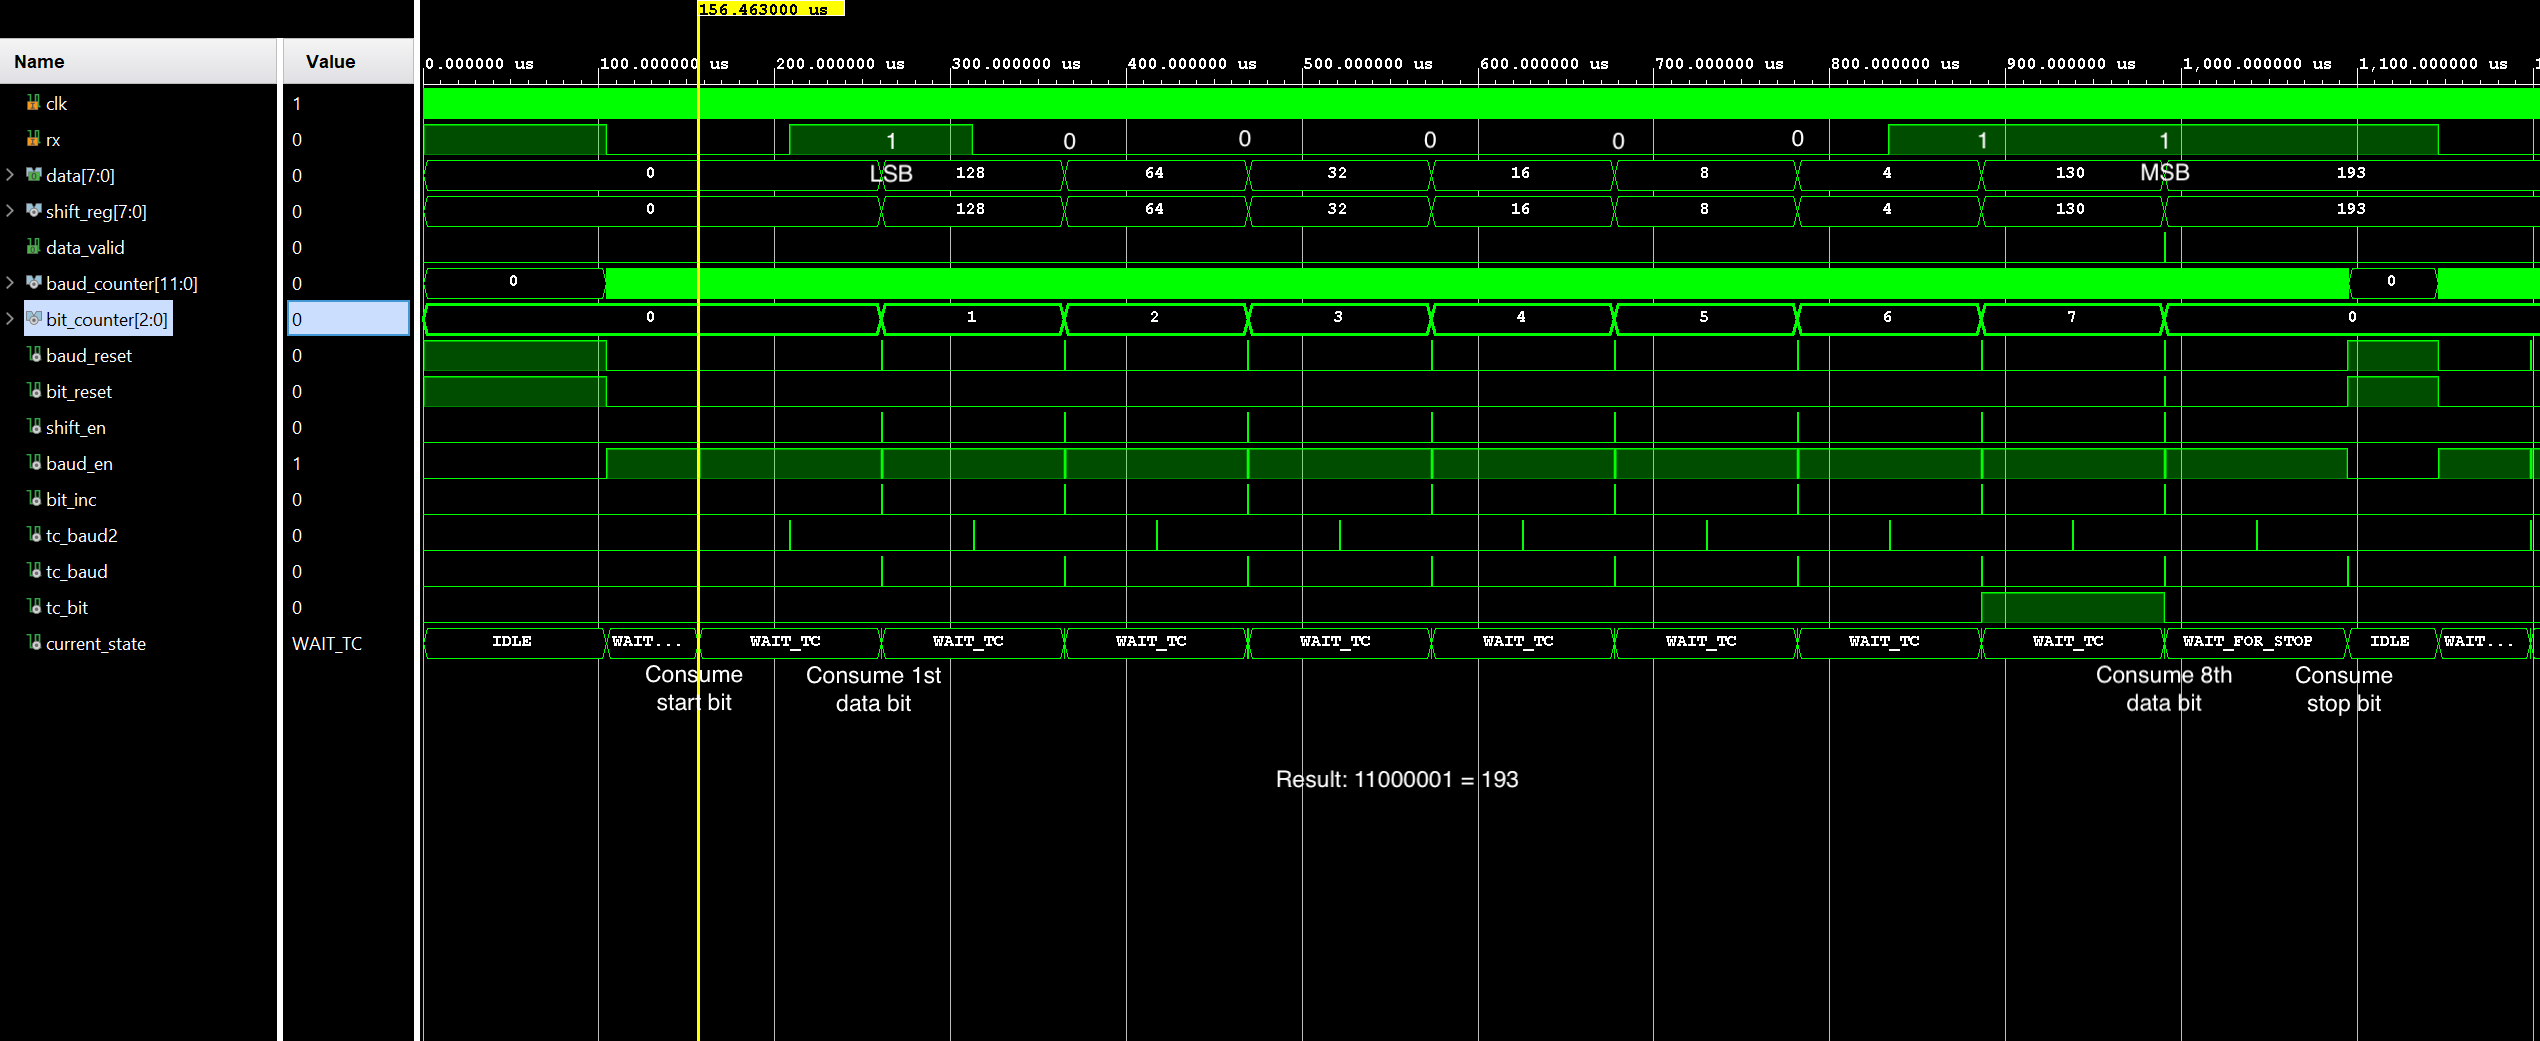 156.463000 us
Name Value
0.000000 us 100.000000 us 200.000000 us 300.000000 us 400.000000 us 500.000000 us 600.000000 us 700.000000 us 800.000000 us 900.000000 us 1,000.000000 us 1,100.000000 us 1
clk 1
rx 0 1 0 0 0 0 0 1 1
data[7:0] 0 0 LSB 128 64 32 16 8 4 130 MSB 193
shift_reg[7:0] 0 0 128 64 32 16 8 4 130 193
data_valid 0
baud_counter[11:0] 0 0 0
bit_counter[2:0] 0 0 1 2 3 4 5 6 7 0
baud_reset 0
bit_reset 0
shift_en 0
baud_en 1
bit_inc 0
tc_baud2 0
tc_baud 0
tc_bit 0
current_state WAIT_TC IDLE WAIT... WAIT_TC WAIT_TC WAIT_TC WAIT_TC WAIT_TC WAIT_TC WAIT_TC WAIT_TC WAIT_FOR_STOP IDLE WAIT...
Consume
start bit
Consume 1st
data bit
Consume 8th
data bit
Consume
stop bit
Result: 11000001 = 193